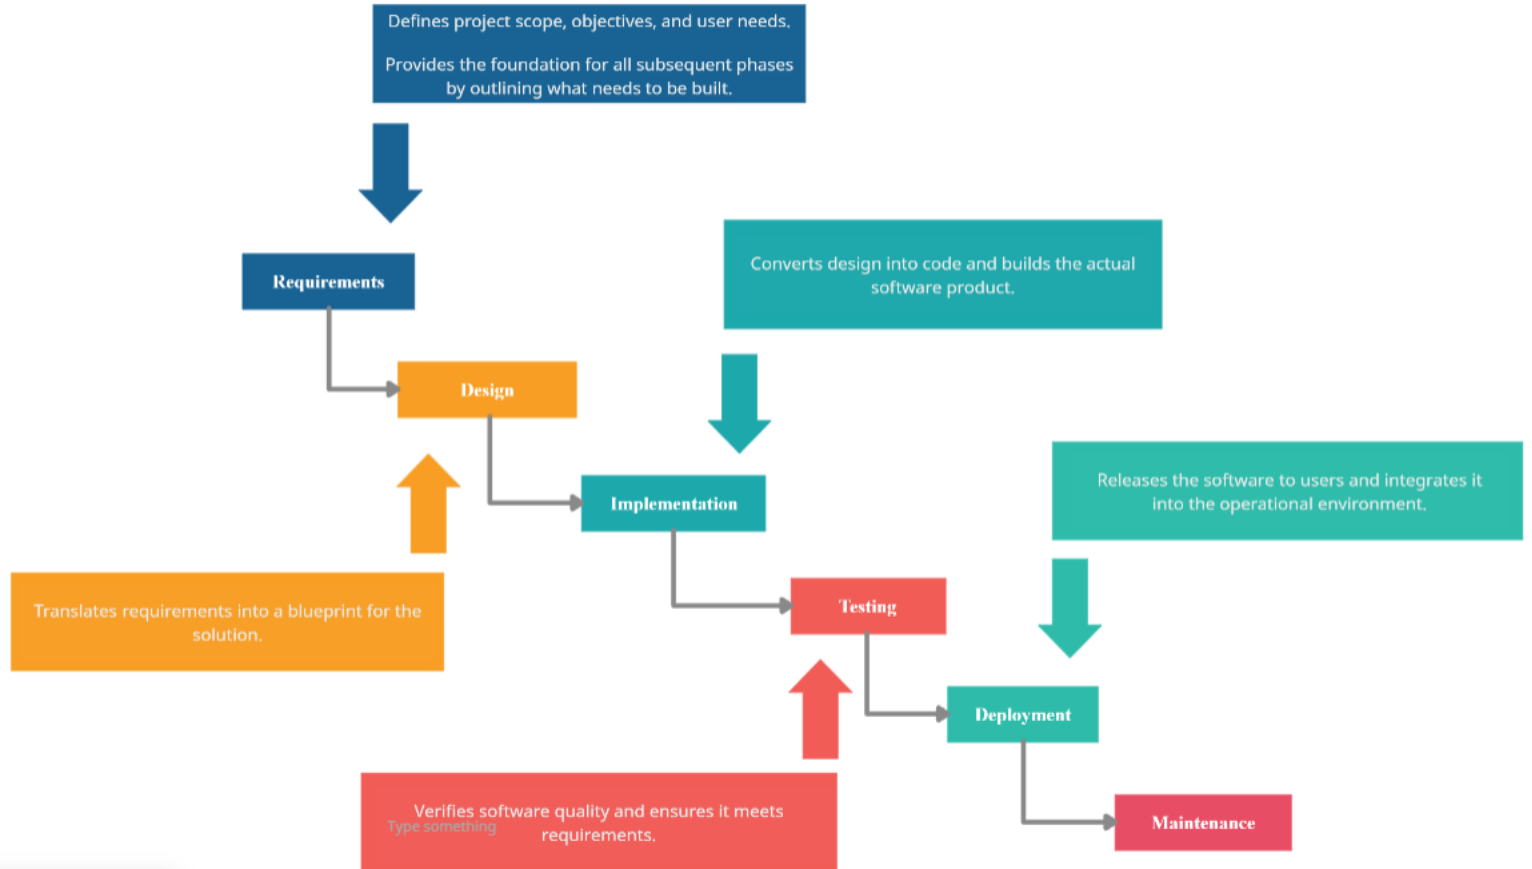 Defines project scope, objectives, and user needs.
Provides the foundation for all subsequent phases
by outlining what needs to be built.
Requirements
Converts design into code and builds the actual
software product.
Design
Implementation
Releases the software to users and integrates it
into the operational environment.
Translates requirements into a blueprint for the
solution.
Testing
Deployment
Verifies software quality and ensures it meets
requirements.
Type something
Maintenance